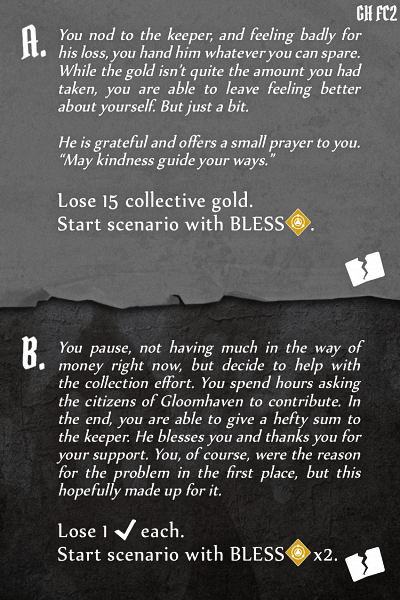 GH FC2
A.
You nod to the keeper, and feeling badly for
his loss, you hand him whatever you can spare.
While the gold isn't quite the amount you had
taken, you are able to leave feeling better
about yourself. But just a bit.
He is grateful and offers a small prayer to you.
“May kindness guide your ways.”
Lose 15 collective gold.
Start scenario with BLESS.
B.
You pause, not having much in the way of
money right now, but decide to help with
the collection effort. You spend hours asking
the citizens of Gloomhaven to contribute. In
the end, you are able to give a hefty sum to
the keeper. He blesses you and thanks you for
your support. You, of course, were the reason
for the problem in the first place, but this
hopefully made up for it.
Lose 1 ✓ each.
Start scenario with BLESS x2.